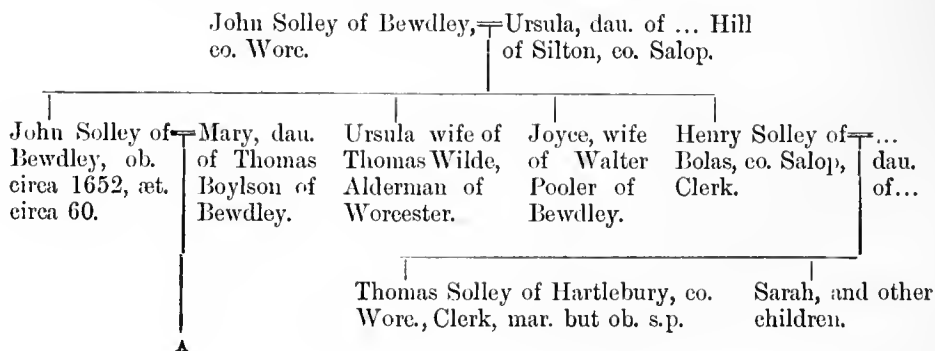 John Solley of Bewdley,
co. Worc.
Ursula, dau. of ... Hill
of Silton, co. Salop.
John Solley of
Bewdley, ob.
circa 1652, æt.
circa 60.
Mary, dau.
of Thomas
Boylson of
Bewdley.
Ursula wife of
Thomas Wilde,
Alderman of
Worcester.
Joyce, wife
of Walter
Pooler of
Bewdley.
Henry Solley of
Bolas, co. Salop,
Clerk.
...
dau.
of...
Thomas Solley of Hartlebury, co.
Worc., Clerk, mar. but ob. s.p.
Sarah, and other
children.